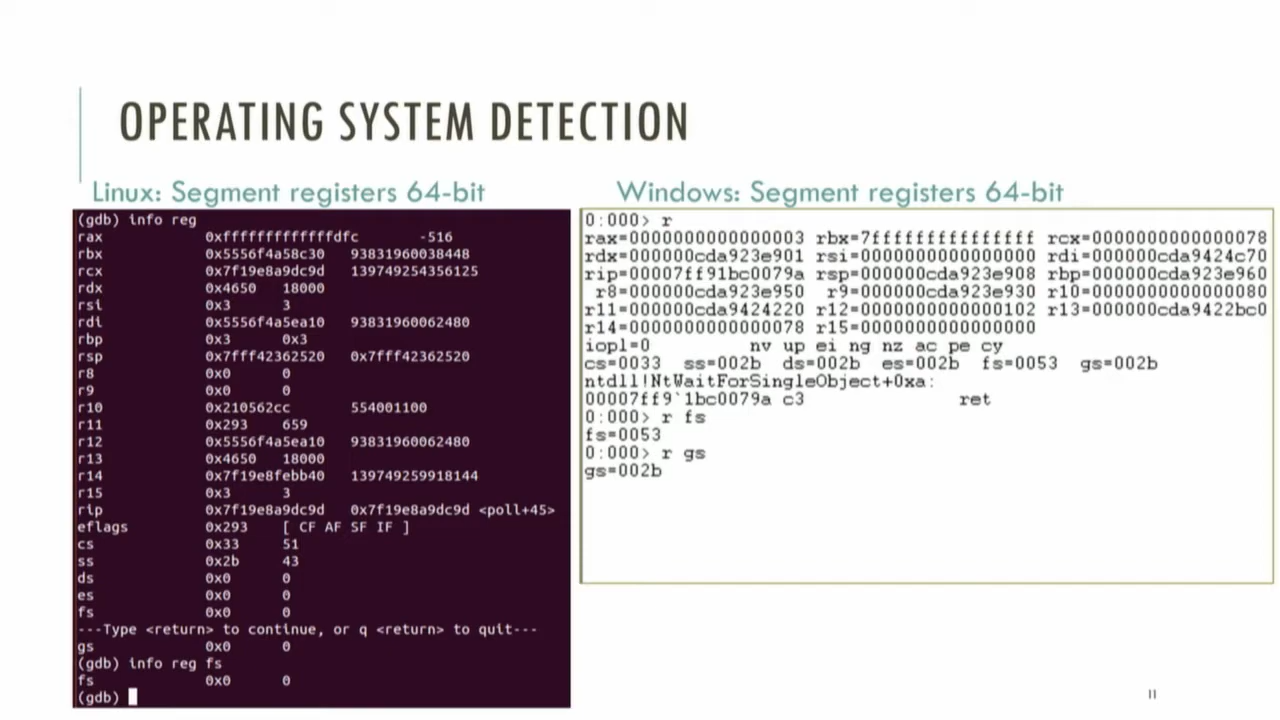 OPERATING SYSTEM DETECTION
Linux: Segment registers 64-bit
(gdb) info reg
rax 0xfffffffffffffdfc -516
rbx 0x5556f4a58c30 93831960038448
rcx 0x7f19e8a9dc9d 139749254356125
rdx 0x4650 18000
rsi 0x3 3
rdi 0x5556f4a5ea10 93831960062480
rbp 0x3 0x3
rsp 0x7fff42362520 0x7fff42362520
r8 0x0 0
r9 0x0 0
r10 0x210562cc 554001100
r11 0x293 659
r12 0x5556f4a5ea10 93831960062480
r13 0x4650 18000
r14 0x7f19e8febb40 139749259918144
r15 0x3 3
rip 0x7f19e8a9dc9d 0x7f19e8a9dc9d <poll+45>
eflags 0x293 [ CF AF SF IF ]
cs 0x33 51
ss 0x2b 43
ds 0x0 0
es 0x0 0
fs 0x0 0
---Type <return> to continue, or q <return> to quit---
gs 0x0 0
(gdb) info reg fs
fs 0x0 0
(gdb)
Windows: Segment registers 64-bit
0:000> r
rax=0000000000000003 rbx=7fffffffffffffff rcx=0000000000000078
rdx=000000cda923e901 rsi=0000000000000000 rdi=000000cda9424c70
rip=00007ff91bc0079a rsp=000000cda923e908 rbp=000000cda923e960
r8=000000cda923e950 r9=000000cda923e930 r10=0000000000000080
r11=000000cda9424220 r12=0000000000000102 r13=000000cda9422bc0
r14=0000000000000078 r15=0000000000000000
iopl=0 nv up ei ng nz ac pe cy
cs=0033 ss=002b ds=002b es=002b fs=0053 gs=002b
ntdll!NtWaitForSingleObject+0xa:
00007ff9`1bc0079a c3 ret
0:000> r fs
fs=0053
0:000> r gs
gs=002b
11